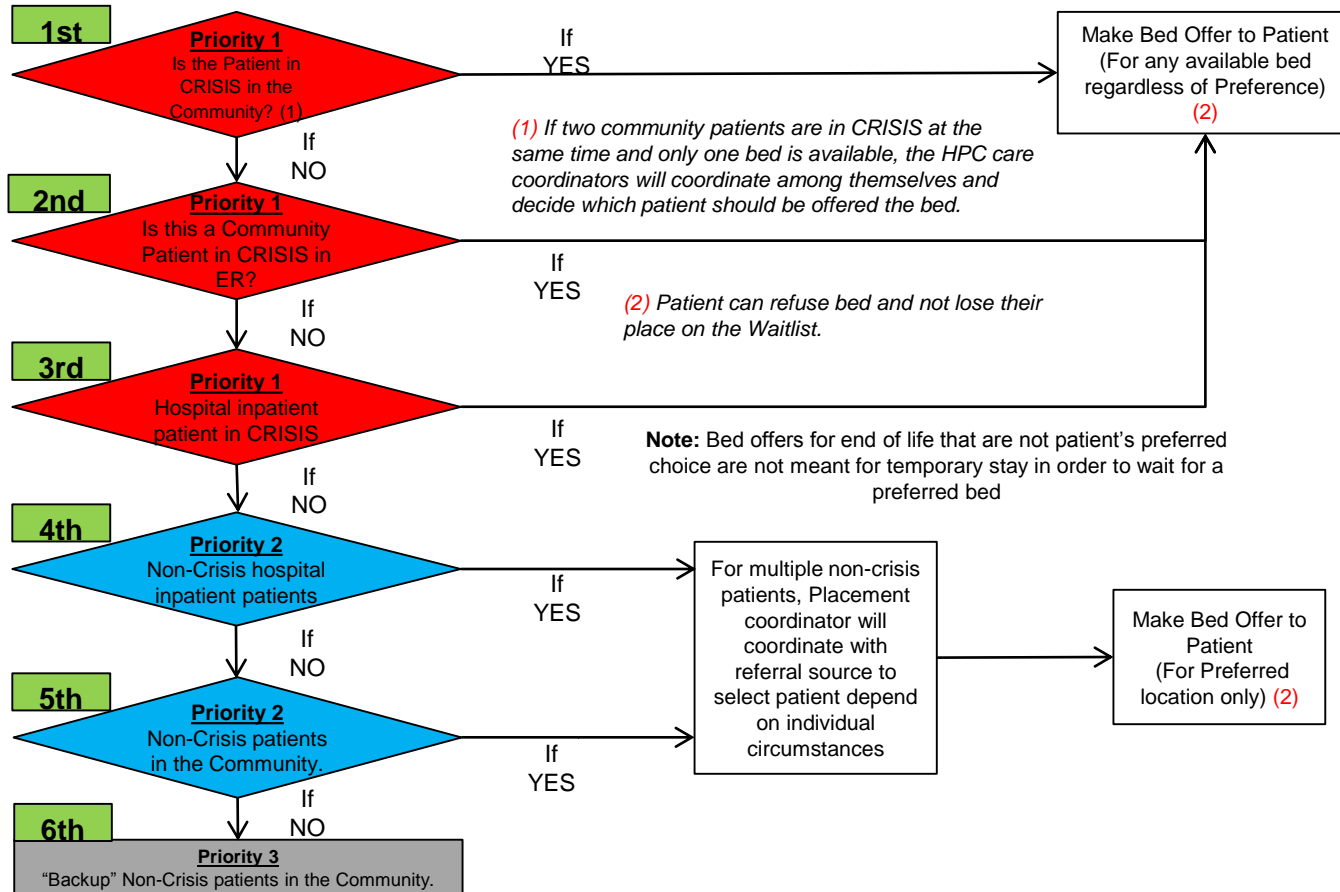 1st
Priority 1
Is the Patient in
CRISIS in the
Community? (1)
If
YES
Make Bed Offer to Patient
(For any available bed
regardless of Preference)
(2)
If
NO
(1) If two community patients are in CRISIS at the
same time and only one bed is available, the HPC care
coordinators will coordinate among themselves and
decide which patient should be offered the bed.
2nd
Priority 1
Is this a Community
Patient in CRISIS in
ER?
If
YES
If
NO
(2) Patient can refuse bed and not lose their
place on the Waitlist.
3rd
Priority 1
Hospital inpatient
patient in CRISIS
If
YES
If
NO
Note: Bed offers for end of life that are not patient’s preferred
choice are not meant for temporary stay in order to wait for a
preferred bed
4th
Priority 2
Non-Crisis hospital
inpatient patients
If
YES
If
NO
For multiple non-crisis
patients, Placement
coordinator will
coordinate with
referral source to
select patient depend
on individual
circumstances
Make Bed Offer to
Patient
(For Preferred
location only) (2)
5th
Priority 2
Non-Crisis patients
in the Community.
If
YES
If
NO
6th
Priority 3
“Backup” Non-Crisis patients in the Community.